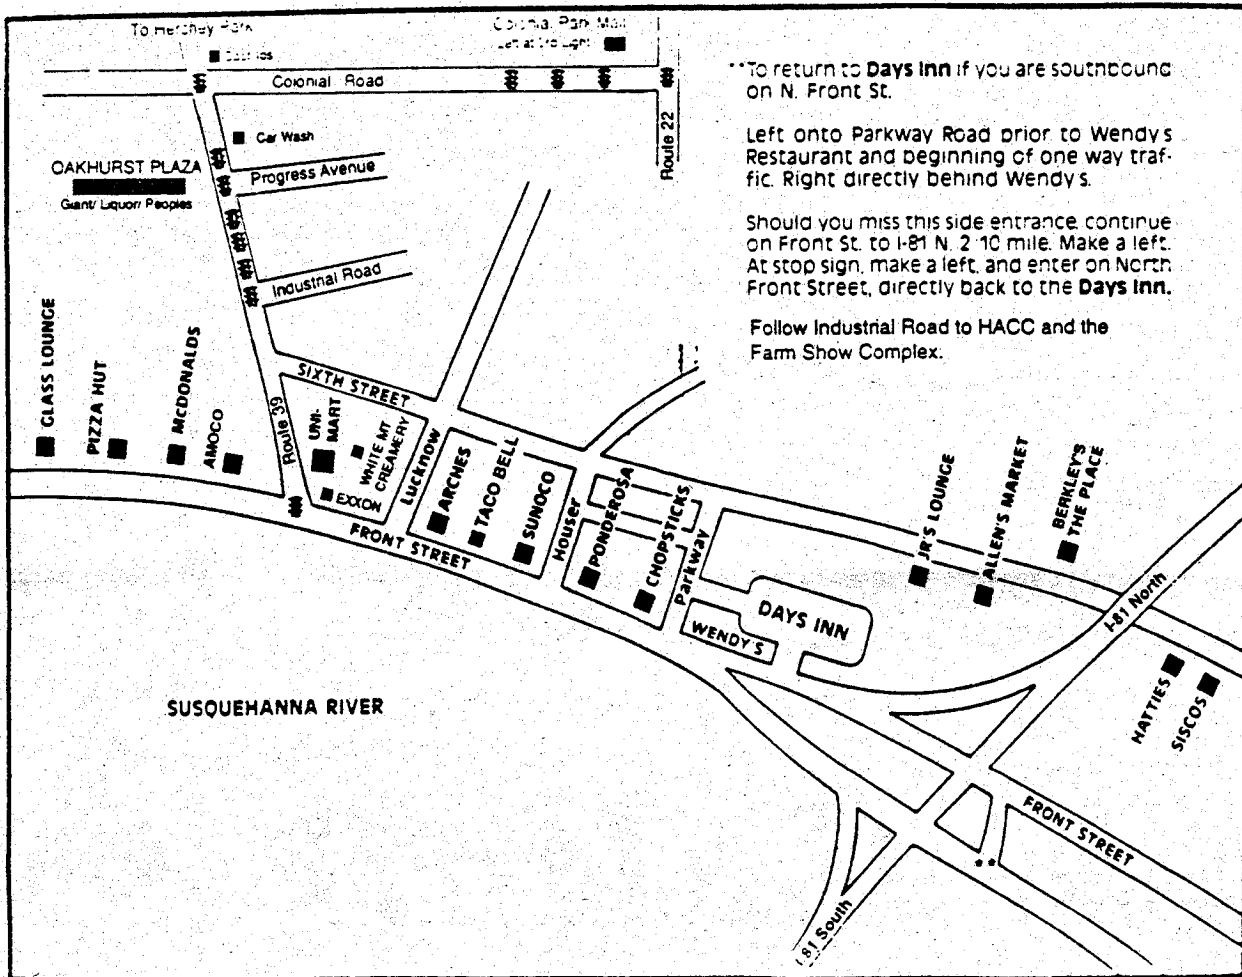 To Hershey Park
Colonial Park Mall
Left at 3rd Light
Colonial Road
Route 22
Car Wash
OAKHURST PLAZA
Giant/ Liquor/ Peoples
Progress Avenue
Industrial Road
**To return to Days Inn if you are southbound
on N. Front St.
Left onto Parkway Road prior to Wendy's
Restaurant and beginning of one way traf-
fic. Right directly behind Wendy's.
Should you miss this side entrance, continue
on Front St. to I-81 N. 2/10 mile. Make a left.
At stop sign, make a left, and enter on North
Front Street, directly back to the Days Inn.
Follow Industrial Road to HACC and the
Farm Show Complex.
GLASS LOUNGE
PIZZA HUT
McDONALDS
AMOCO
Route 39
SIXTH STREET
UNI-
MART
WHITE MT
CREAMERY
EXXON
Lucknow
ARCHES
TACO BELL
SUNOCO
Houser
PONDEROSA
CHOPSTICKS
Parkway
FRONT STREET
WENDY'S
DAYS INN
JR'S LOUNGE
ALLEN'S MARKET
BERKLEY'S
THE PLACE
I-81 North
HATTIES
SISCOS
SUSQUEHANNA RIVER
FRONT STREET
**
I-81 South